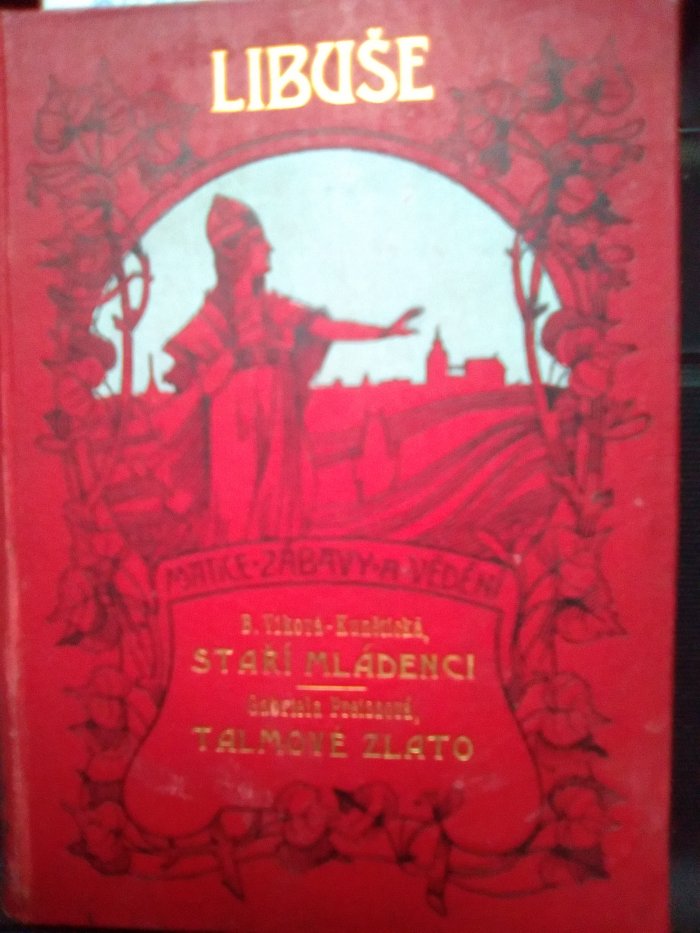 LIBUŠE
MATICE·ZÁBAVY·A·VĚDĚNÍ
B. Viková-Kunětická,
STAŘÍ MLÁDENCI
Gabriela Preissová,
TALMOVÉ ZLATO